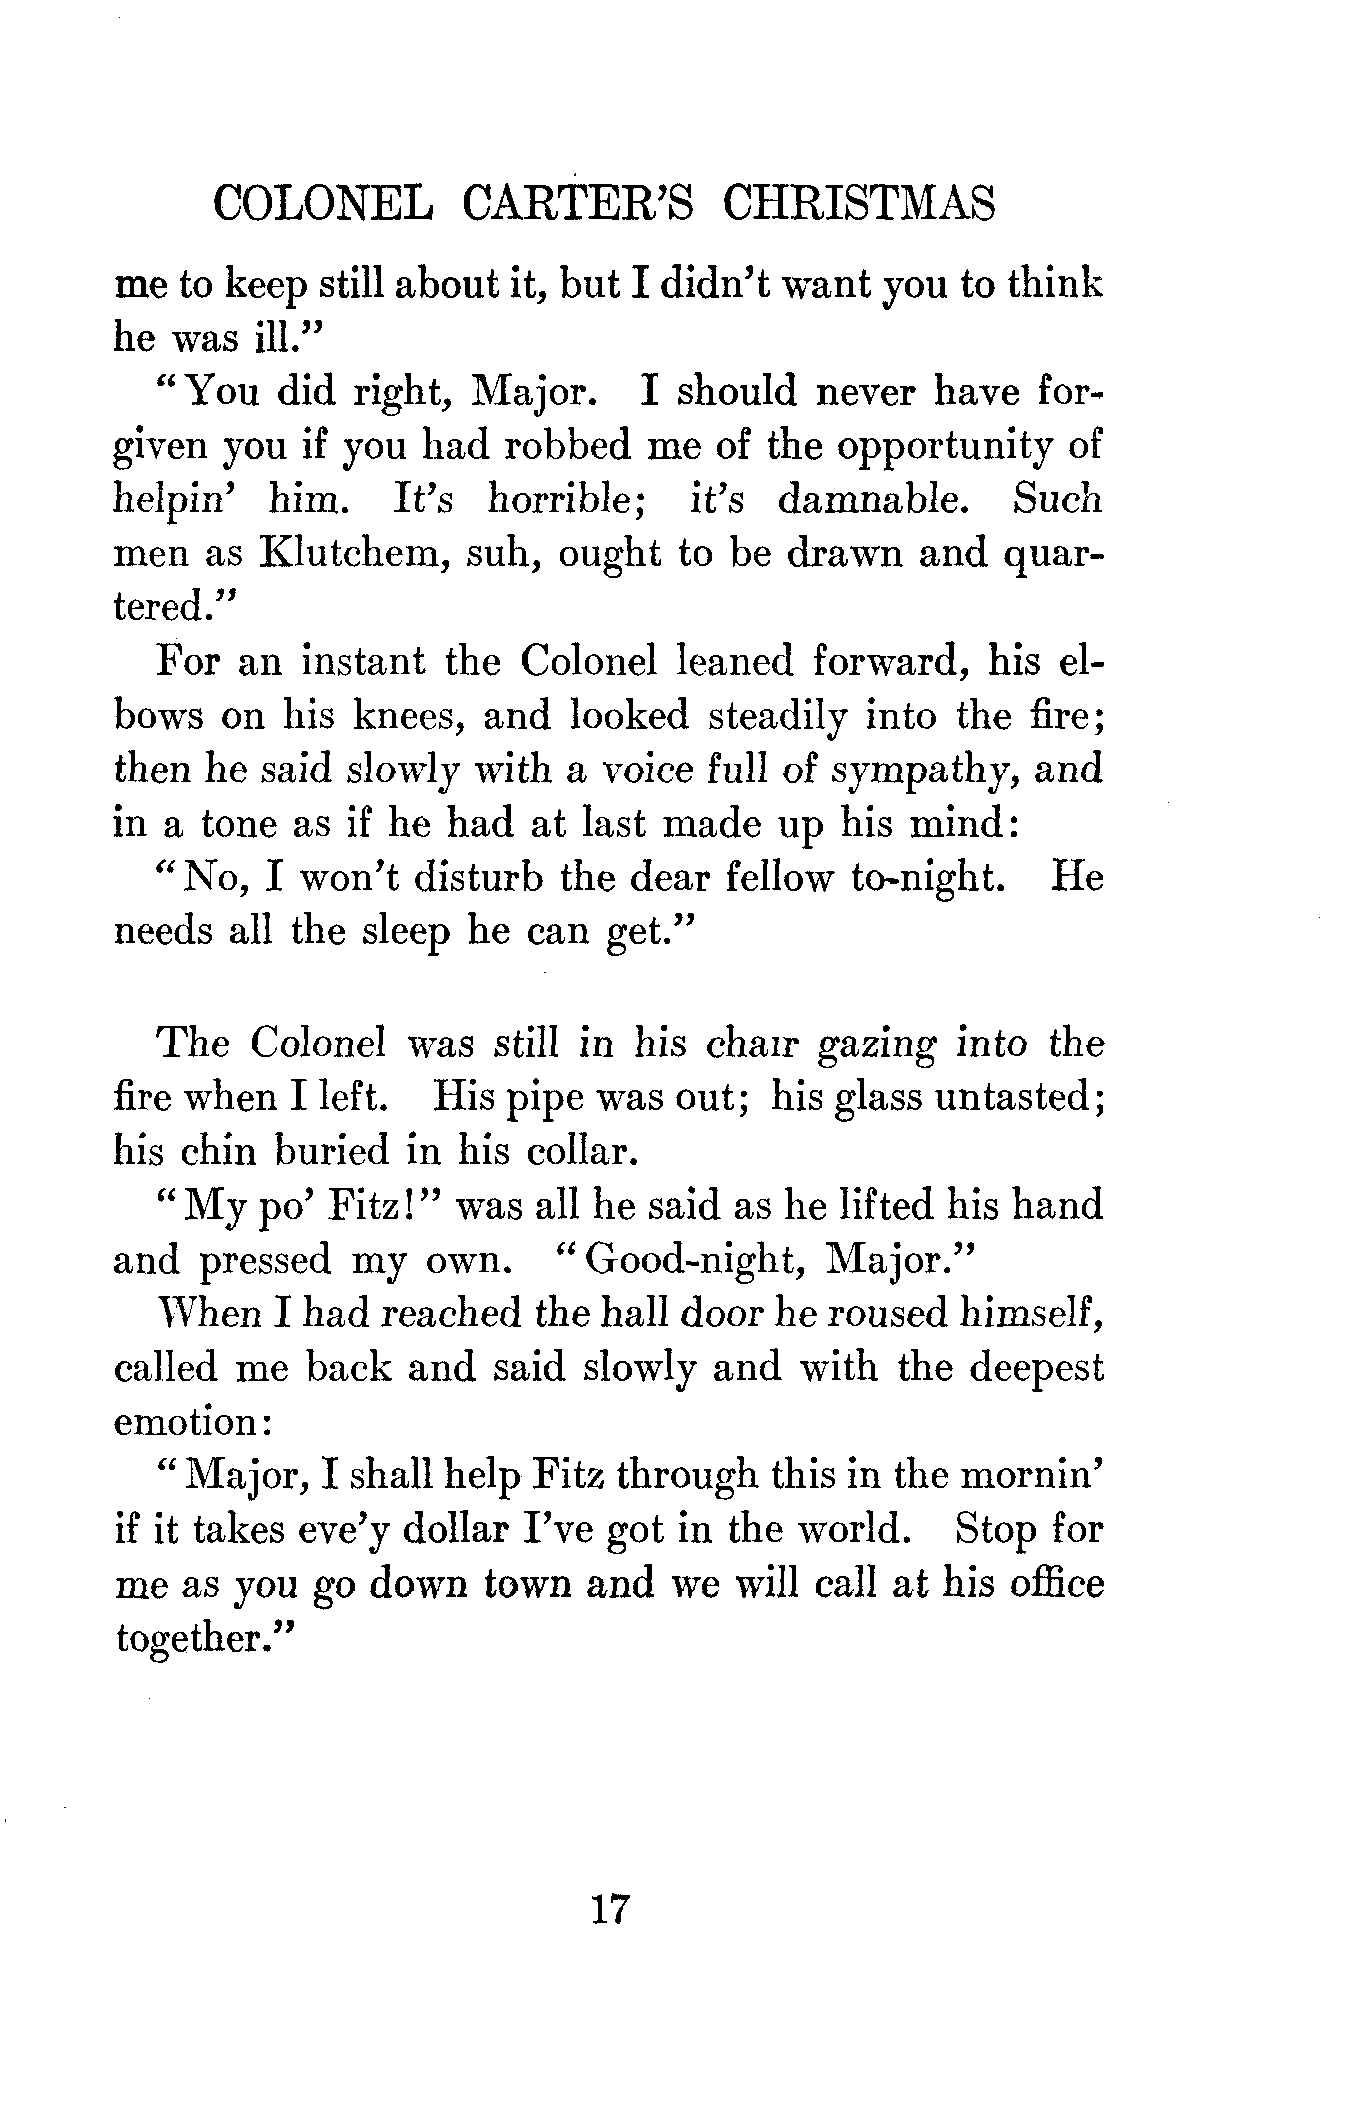 COLONEL CARTER'S CHRISTMAS
me to keep still about it, but I didn't want you to think
he was ill."
"You did right, Major. I should never have for-
given you if you had robbed me of the opportunity of
helpin' him. It's horrible; it's damnable. Such
men as Klutchem, suh, ought to be drawn and quar-
tered."
For an instant the Colonel leaned forward, his el-
bows on his knees, and looked steadily into the fire;
then he said slowly with a voice full of sympathy, and
in a tone as if he had at last made up his mind:
"No, I won't disturb the dear fellow to-night. He
needs all the sleep he can get."
The Colonel was still in his chair gazing into the
fire when I left. His pipe was out; his glass untasted;
his chin buried in his collar.
"My po' Fitz!" was all he said as he lifted his hand
and pressed my own. "Good-night, Major."
When I had reached the hall door he roused himself,
called me back and said slowly and with the deepest
emotion:
"Major, I shall help Fitz through this in the mornin'
if it takes eve'y dollar I've got in the world. Stop for
me as you go down town and we will call at his office
together."
17